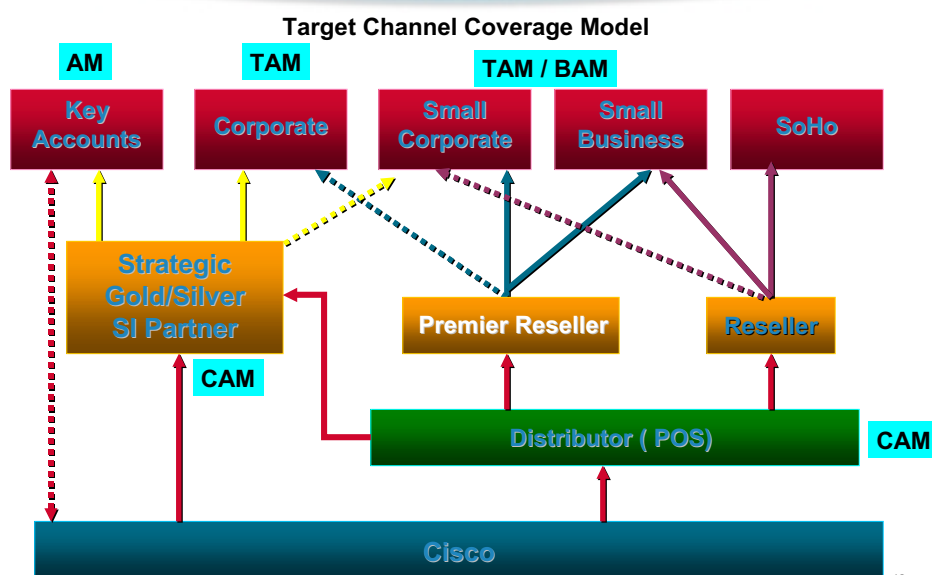 Target Channel Coverage Model
AM
TAM
TAM / BAM
Key
Accounts
Corporate
Small
Corporate
Small
Business
SoHo
Strategic
Gold/Silver
SI Partner
Premier Reseller
Reseller
CAM
Distributor ( POS)
CAM
Cisco